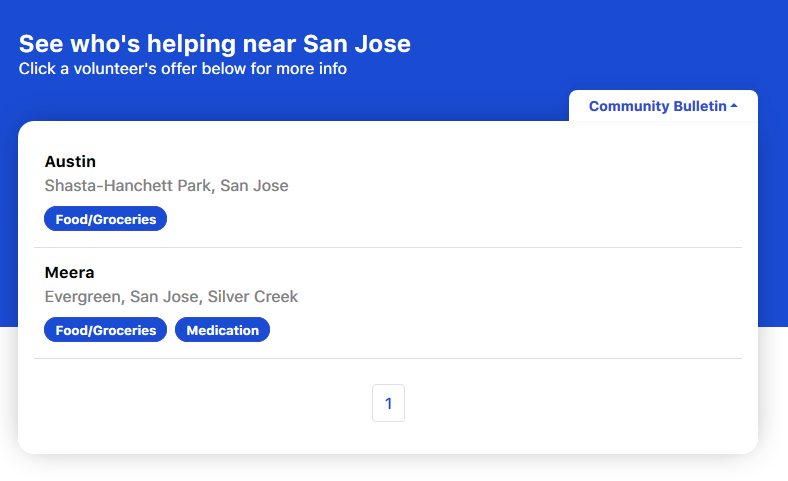 See who's helping near San Jose
Click a volunteer's offer below for more info
Community Bulletin
Austin
Shasta-Hanchett Park, San Jose
Food/Groceries
Meera
Evergreen, San Jose, Silver Creek
Food/Groceries Medication
1